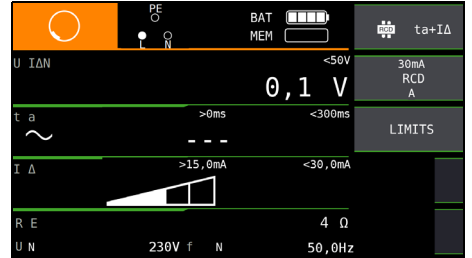 PE
L N
BAT
MEM
RCD ta+IΔ
U IΔN <50V
0,1 V
30mA
RCD
A
t a >0ms <300ms
- - -
LIMITS
I Δ >15,0mA <30,0mA
R E 4 Ω
U N 230V f N 50,0Hz